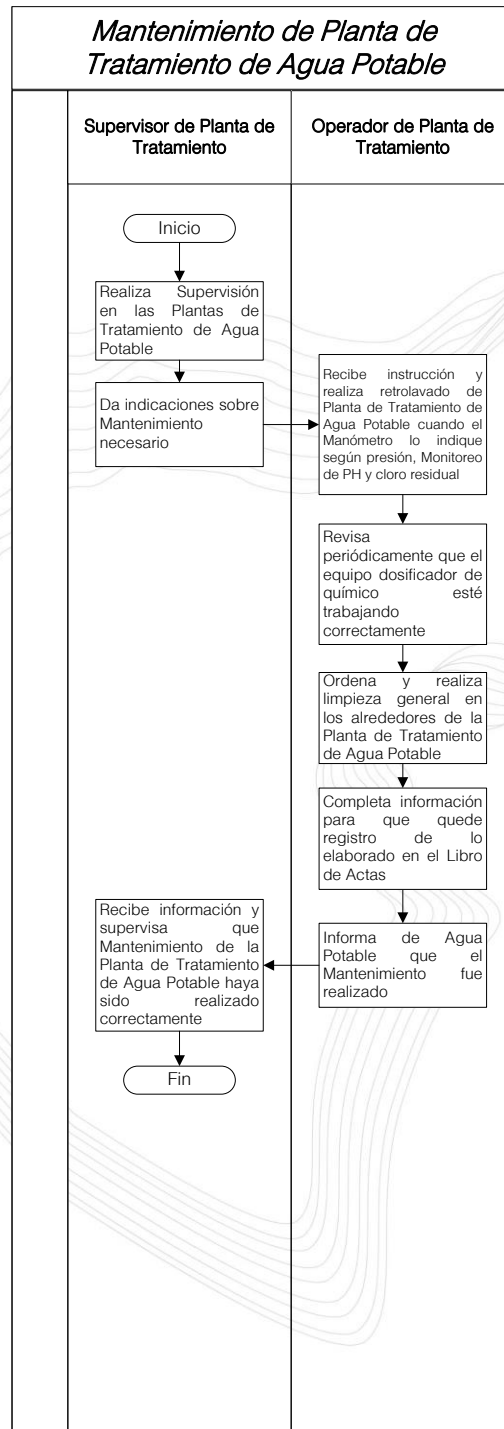 Mantenimiento de Planta de
Tratamiento de Agua Potable
Supervisor de Planta de
Tratamiento
Operador de Planta de
Tratamiento
Inicio
Realiza Supervisión
en las Plantas de
Tratamiento de Agua
Potable
Da indicaciones sobre
Mantenimiento
necesario
Recibe instrucción y
realiza retrolavado de
Planta de Tratamiento de
Agua Potable cuando el
Manómetro lo indique
según presión, Monitoreo
de PH y cloro residual
Revisa
periódicamente que el
equipo dosificador de
químico esté
trabajando
correctamente
Ordena y realiza
limpieza general en
los alrededores de la
Planta de Tratamiento
de Agua Potable
Completa información
para que quede
registro de lo
elaborado en el Libro
de Actas
Informa de Agua
Potable que el
Mantenimiento fue
realizado
Recibe información y
supervisa que
Mantenimiento de la
Planta de Tratamiento
de Agua Potable haya
sido realizado
correctamente
Fin